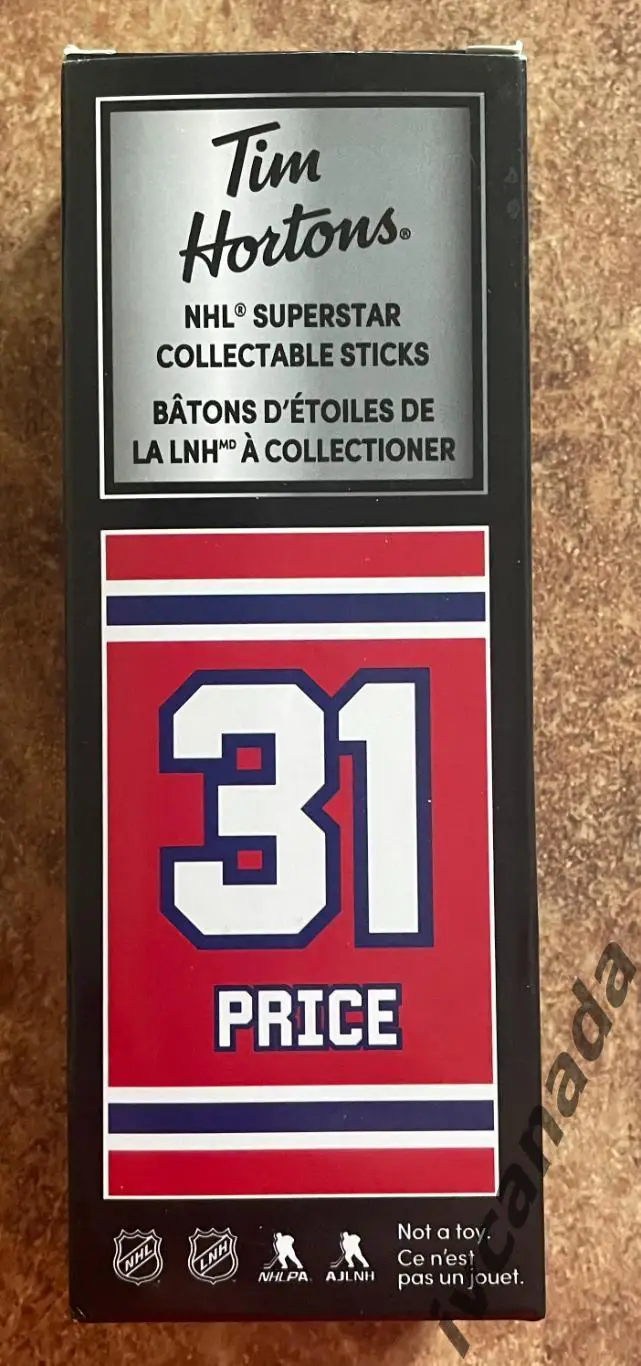 Tim
Hortons®
NHL® SUPERSTAR
COLLECTABLE STICKS
BÂTONS D'ÉTOILES DE
LA LNHᴹᴰ À COLLECTIONER
31
PRICE
NHL
LNH
NHLPA
AJLNH
Not a toy.
Ce n'est
pas un jouet.
ivcanada